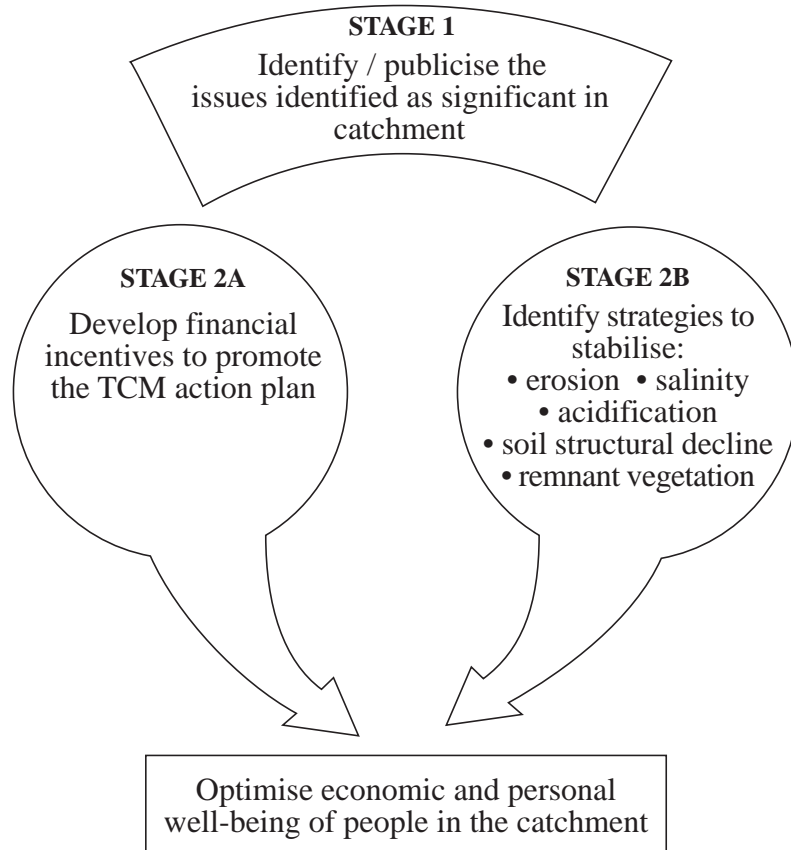 STAGE 1
Identify / publicise the
issues identified as significant in
catchment
STAGE 2A
Develop financial
incentives to promote
the TCM action plan
STAGE 2B
Identify strategies to
stabilise:
• erosion • salinity
• acidification
• soil structural decline
• remnant vegetation
Optimise economic and personal
well-being of people in the catchment